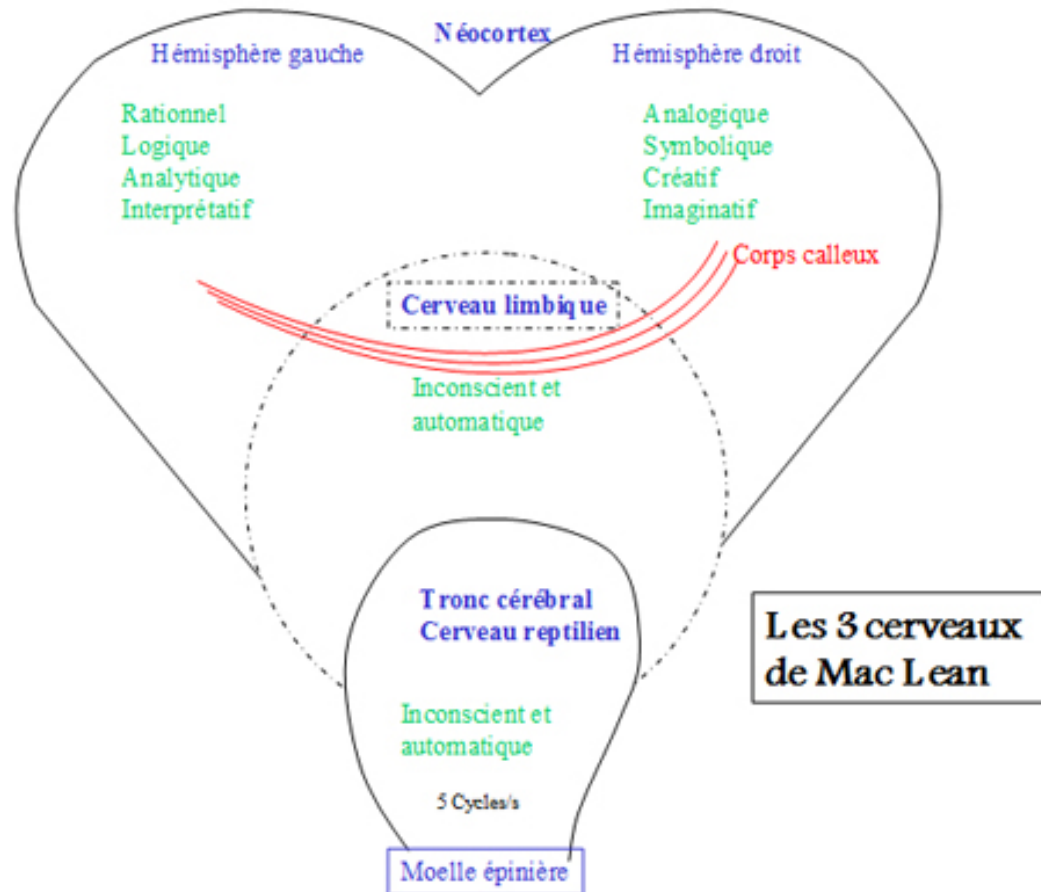 Néocortex
Hémisphère gauche
Hémisphère droit
Rationnel
Logique
Analytique
Interprétatif
Analogique
Symbolique
Créatif
Imaginatif
Corps calleux
Cerveau limbique
Inconscient et
automatique
Tronc cérébral
Cerveau reptilien
Inconscient et
automatique
5 Cycles/s
Moelle épinière
Les 3 cerveaux
de Mac Lean